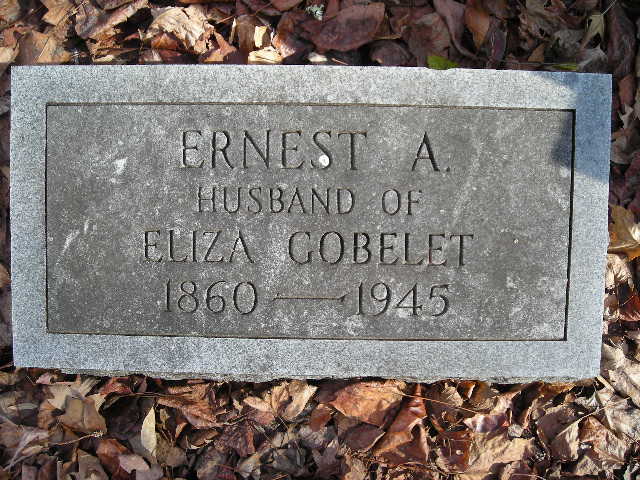 ERNEST A.
HUSBAND OF
ELIZA GOBELET
1860 — 1945